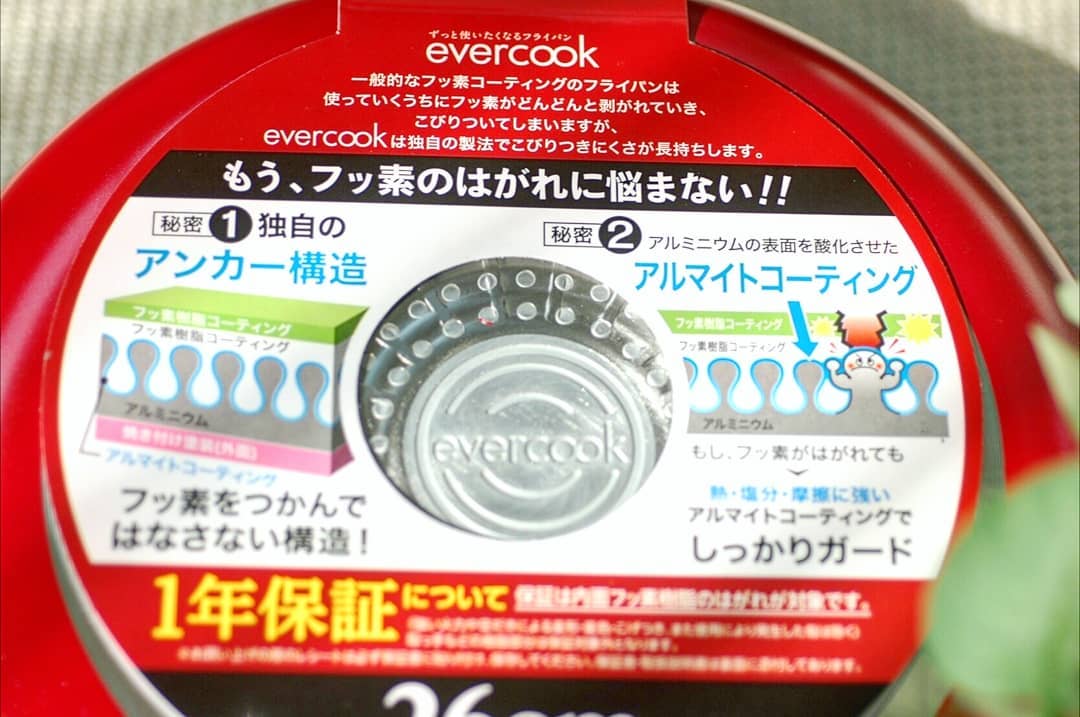 ずっと使いたくなるフライパン
evercook
一般的なフッ素コーティングのフライパンは
使っていくうちにフッ素がどんどんと剥がれていき、
こびりついてしまいますが、
evercookは独自の製法でこびりつきにくさが長持ちします。
もう、フッ素のはがれに悩まない!!
秘密 1 独自の
アンカー構造
フッ素樹脂コーティング
フッ素樹脂コーティング
アルミニウム
焼き付け塗装(外面)
アルマイトコーティング
フッ素をつかんで
はなさない構造!
evercook
秘密 2 アルミニウムの表面を酸化させた
アルマイトコーティング
フッ素樹脂コーティング
フッ素樹脂コーティング
アルミニウム
もし、フッ素がはがれても
熱・塩分・摩擦に強い
アルマイトコーティングで
しっかりガード
1年保証について 保証は内面フッ素樹脂のはがれが対象です。
26cm